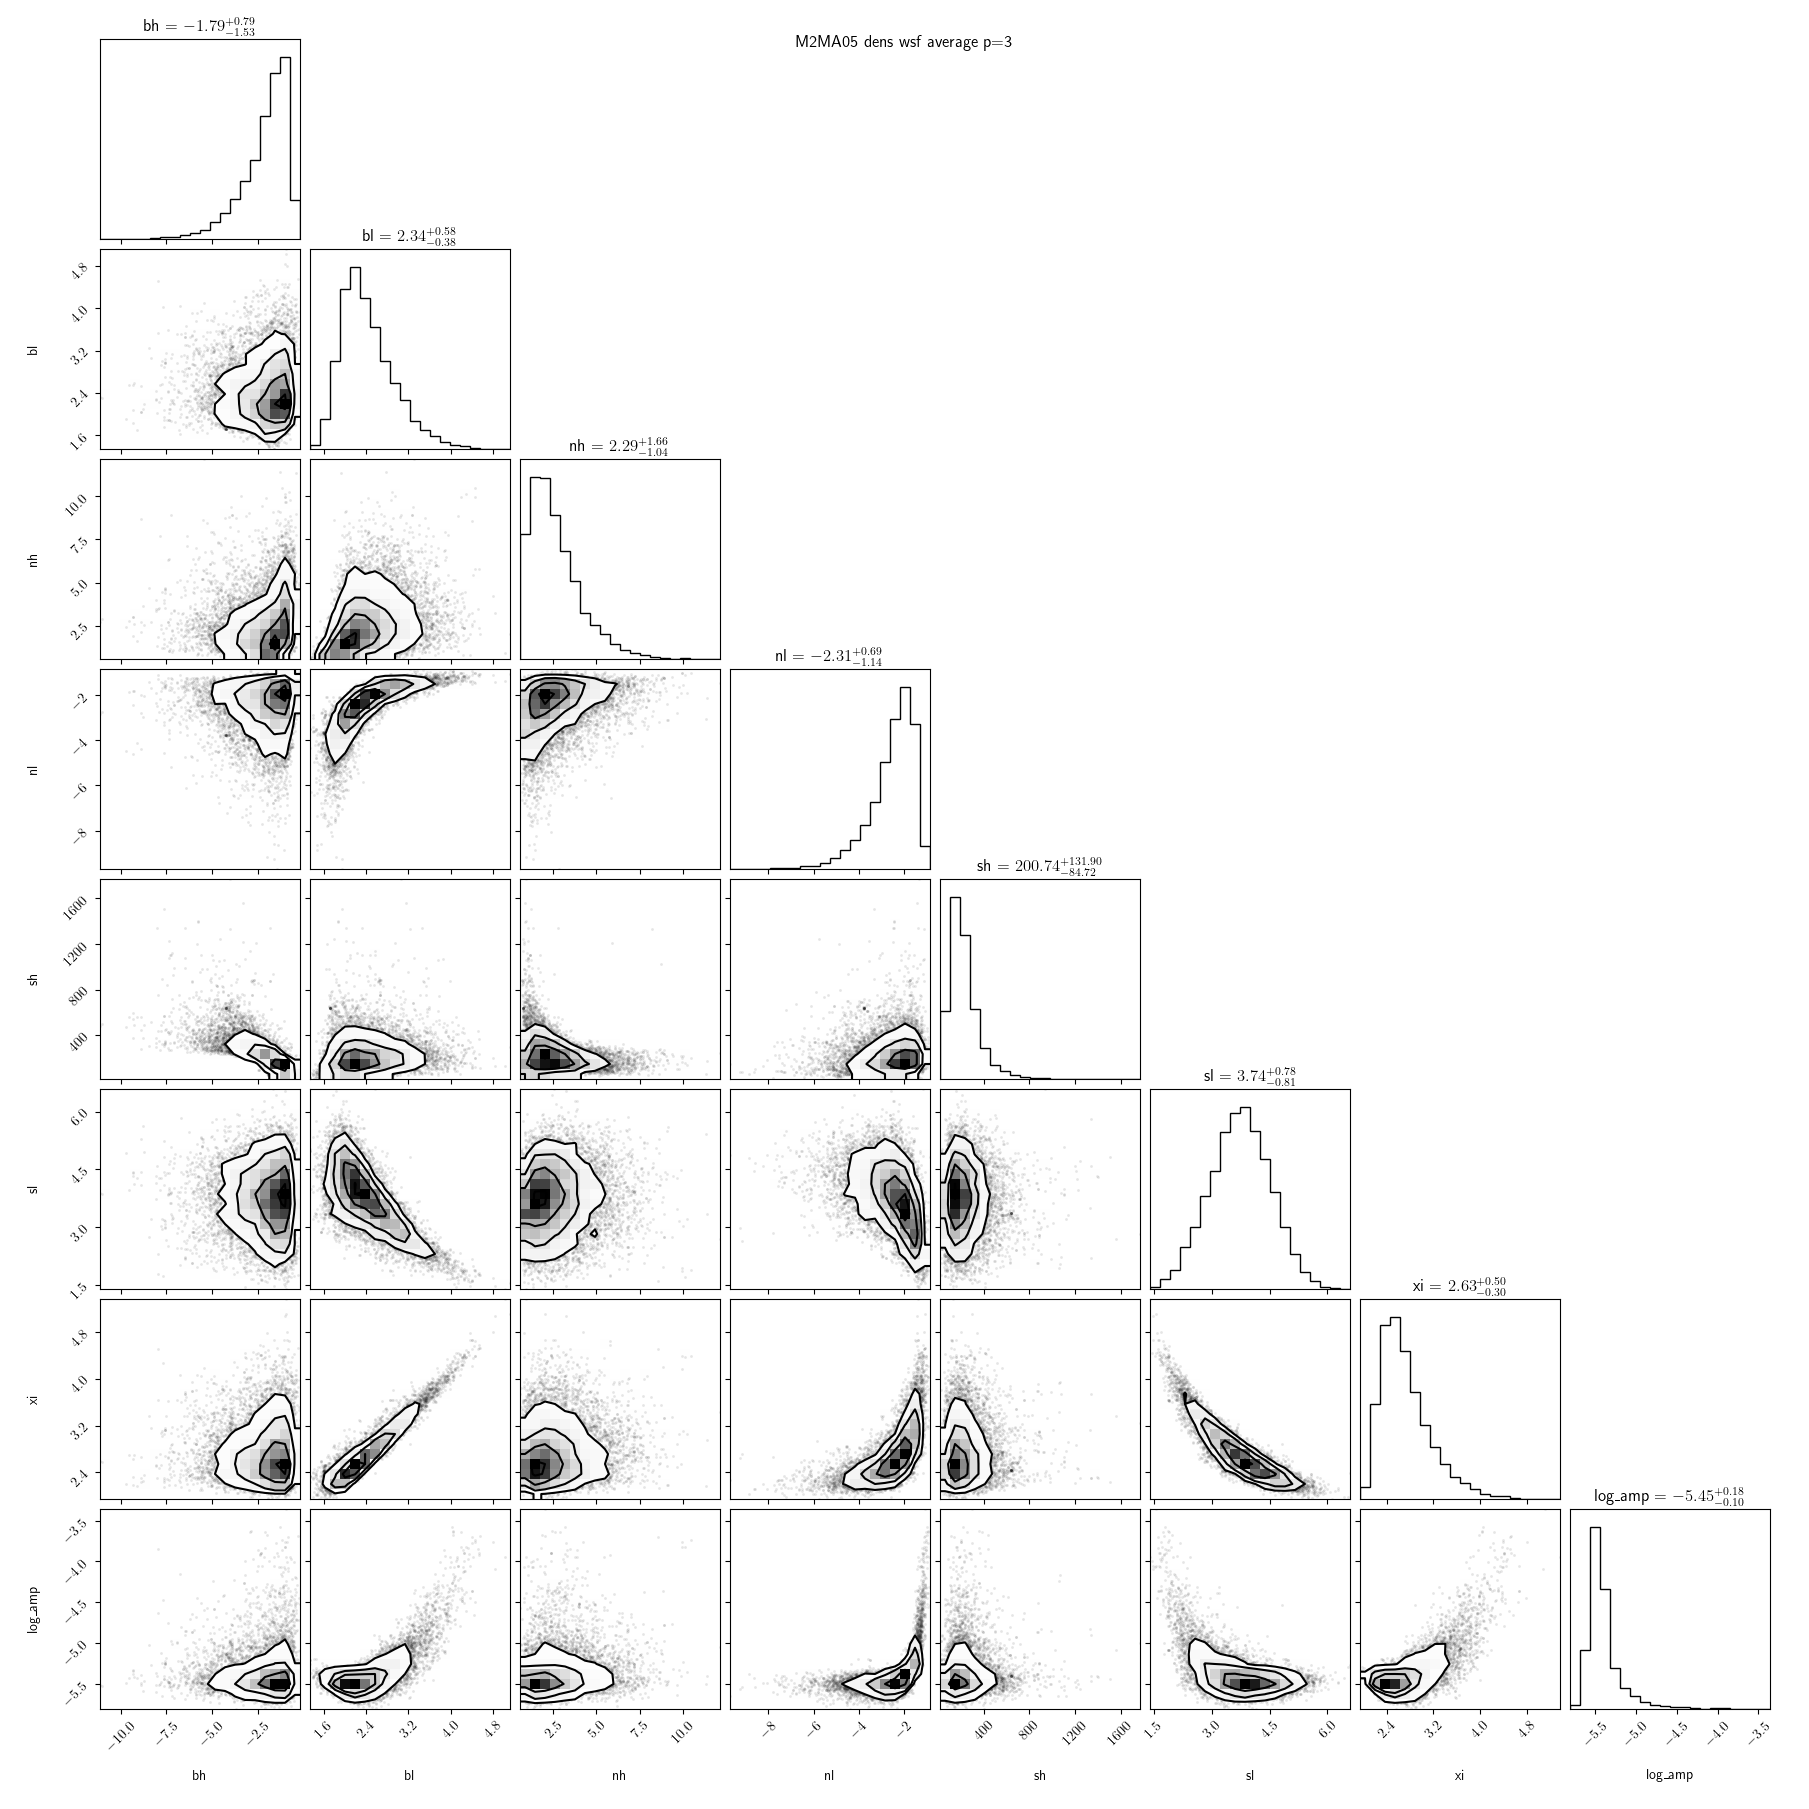 M2MA05 dens wsf average p=3
bh = −1.79+0.79−1.53
bl = 2.34+0.58−0.38
4.8
4.0
3.2
2.4
1.6
bl
nh = 2.29+1.66−1.04
10.0
7.5
5.0
2.5
nh
nl = −2.31+0.69−1.14
−2
−4
−6
−8
nl
sh = 200.74+131.90−84.72
1600
1200
800
400
sh
sl = 3.74+0.78−0.81
6.0
4.5
3.0
1.5
sl
xi = 2.63+0.50−0.30
4.8
4.0
3.2
2.4
xi
log_amp = −5.45+0.18−0.10
−3.5
−4.0
−4.5
−5.0
−5.5
log_amp
−10.0 −7.5 −5.0 −2.5 1.6 2.4 3.2 4.0 4.8 2.5 5.0 7.5 10.0 −8 −6 −4 −2 400 800 1200 1600 1.5 3.0 4.5 6.0 2.4 3.2 4.0 4.8 −5.5 −5.0 −4.5 −4.0 −3.5
bh bl nh nl sh sl xi log_amp